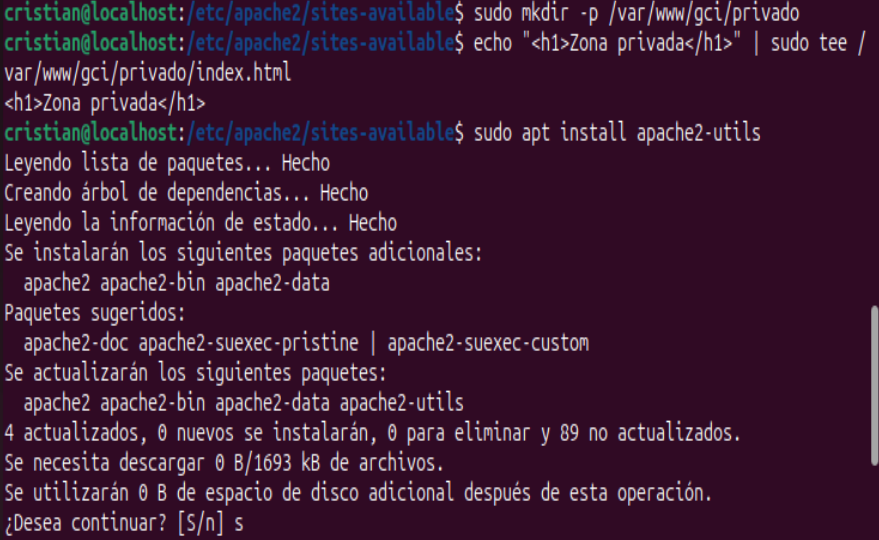 cristian@localhost:/etc/apache2/sites-available$ sudo mkdir -p /var/www/gci/privado
cristian@localhost:/etc/apache2/sites-available$ echo "<h1>Zona privada</h1>" | sudo tee /
var/www/gci/privado/index.html
<h1>Zona privada</h1>
cristian@localhost:/etc/apache2/sites-available$ sudo apt install apache2-utils
Leyendo lista de paquetes... Hecho
Creando árbol de dependencias... Hecho
Leyendo la información de estado... Hecho
Se instalarán los siguientes paquetes adicionales:
  apache2 apache2-bin apache2-data
Paquetes sugeridos:
  apache2-doc apache2-suexec-pristine | apache2-suexec-custom
Se actualizarán los siguientes paquetes:
  apache2 apache2-bin apache2-data apache2-utils
4 actualizados, 0 nuevos se instalarán, 0 para eliminar y 89 no actualizados.
Se necesita descargar 0 B/1693 kB de archivos.
Se utilizarán 0 B de espacio de disco adicional después de esta operación.
¿Desea continuar? [S/n] s